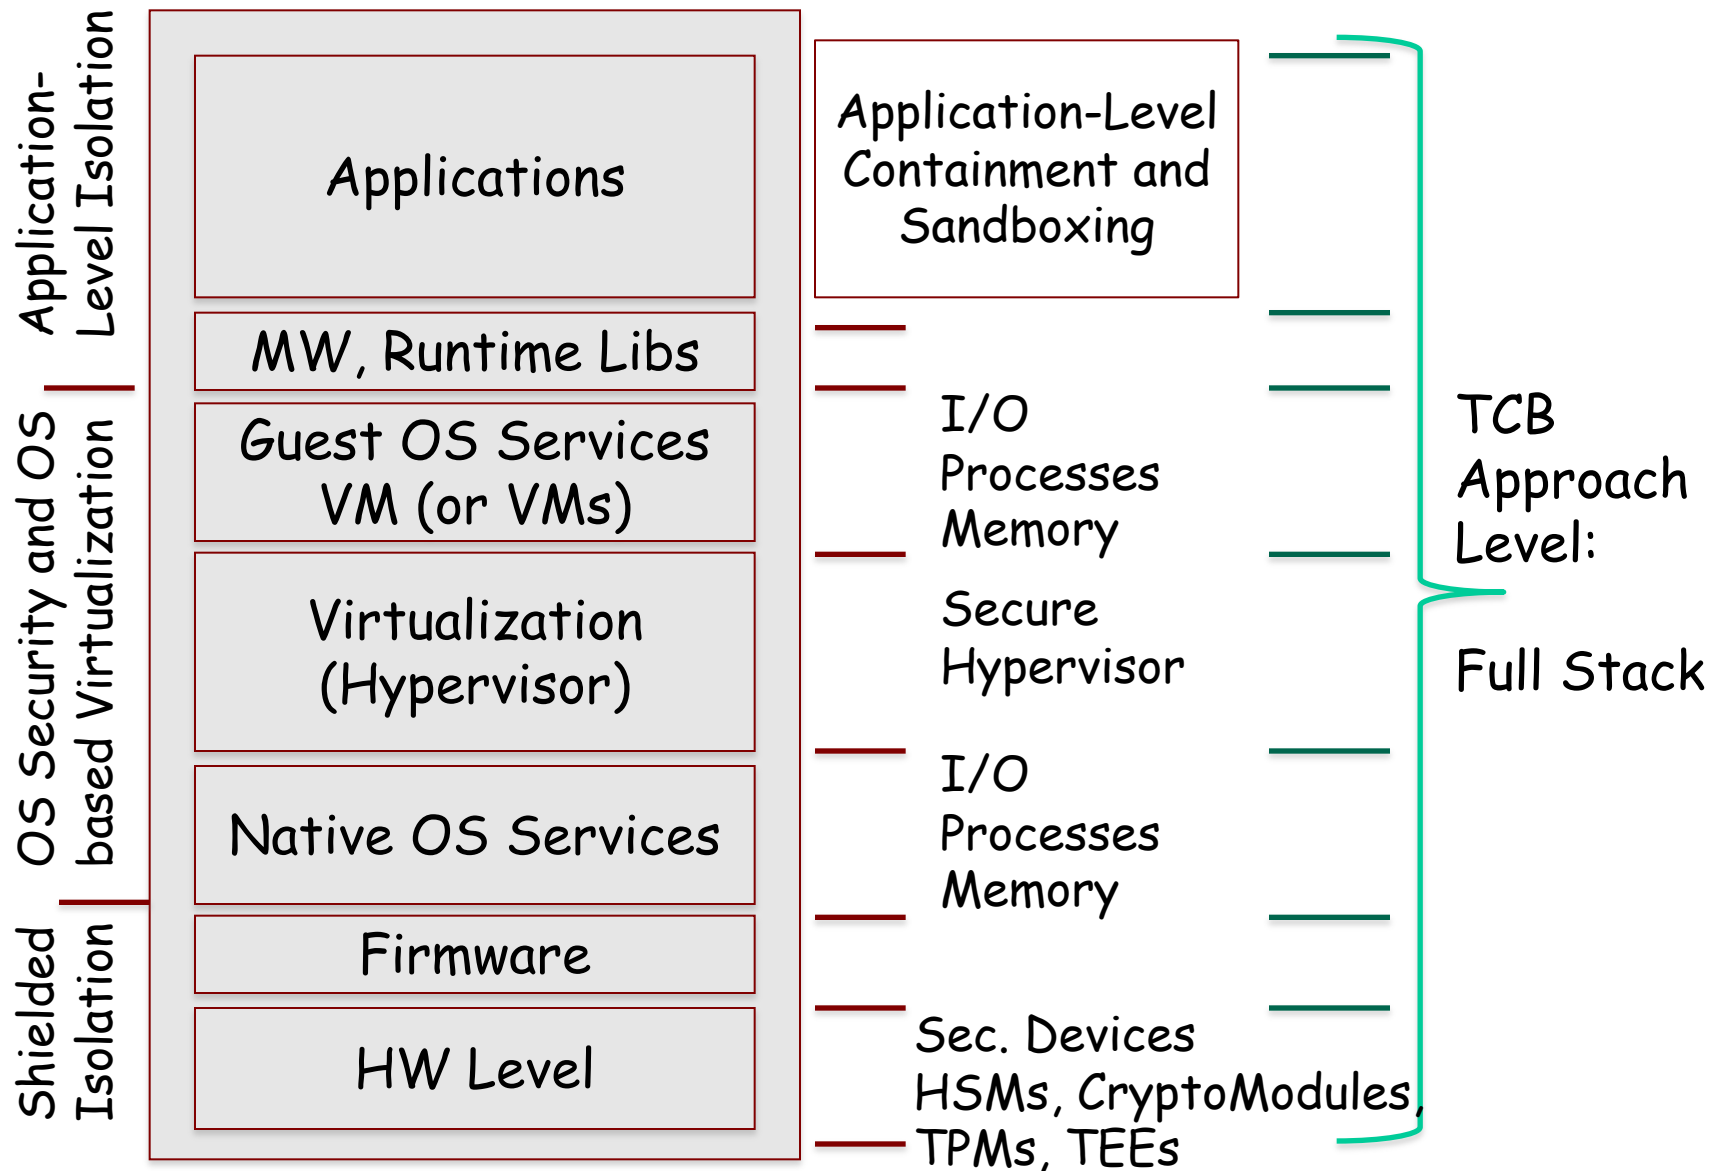 Application-
Level Isolation
OS Security and OS
based Virtualization
Shielded
Isolation
Applications
MW, Runtime Libs
Guest OS Services
VM (or VMs)
Virtualization
(Hypervisor)
Native OS Services
Firmware
HW Level
Application-Level
Containment and
Sandboxing
I/O
Processes
Memory
Secure
Hypervisor
I/O
Processes
Memory
Sec. Devices
HSMs, CryptoModules,
TPMs, TEEs
TCB
Approach
Level:
Full Stack